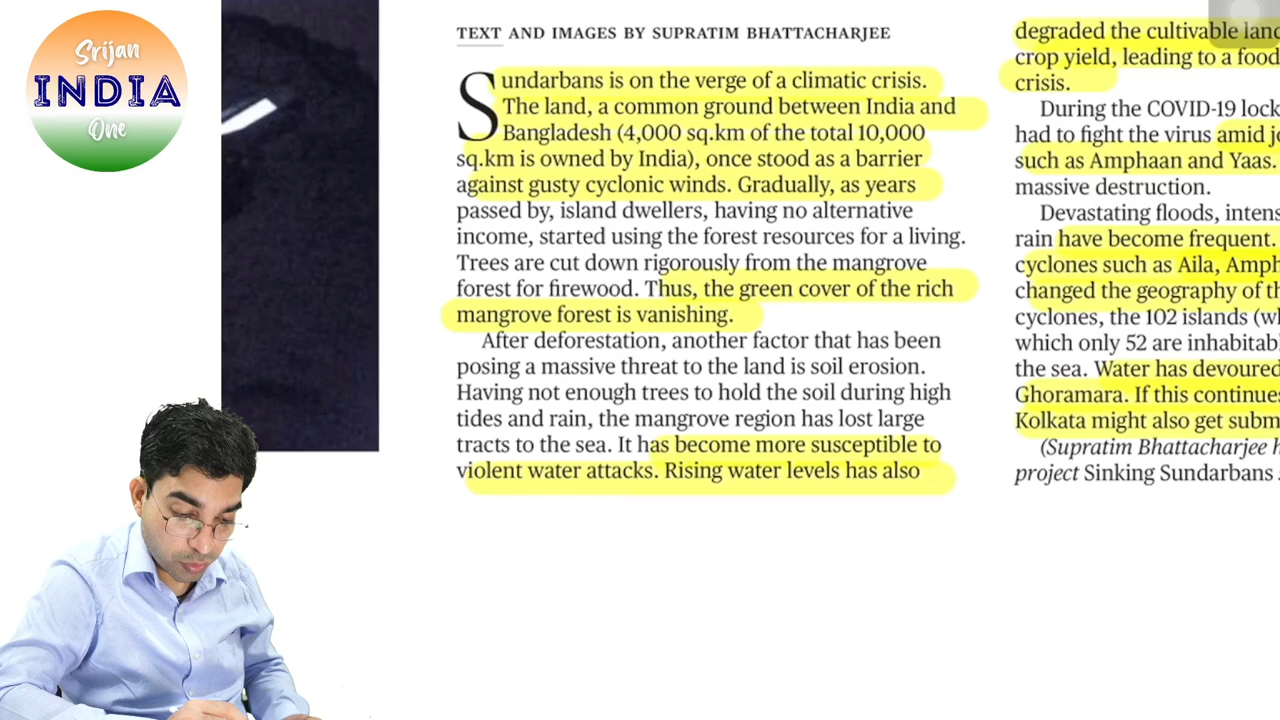 Srijan
INDIA
One
TEXT AND IMAGES BY SUPRATIM BHATTACHARJEE
Sundarbans is on the verge of a climatic crisis.
The land, a common ground between India and
Bangladesh (4,000 sq.km of the total 10,000
sq.km is owned by India), once stood as a barrier
against gusty cyclonic winds. Gradually, as years
passed by, island dwellers, having no alternative
income, started using the forest resources for a living.
Trees are cut down rigorously from the mangrove
forest for firewood. Thus, the green cover of the rich
mangrove forest is vanishing.
After deforestation, another factor that has been
posing a massive threat to the land is soil erosion.
Having not enough trees to hold the soil during high
tides and rain, the mangrove region has lost large
tracts to the sea. It has become more susceptible to
violent water attacks. Rising water levels has also
degraded the cultivable land
crop yield, leading to a food
crisis.
During the COVID-19 lock
had to fight the virus amid
such as Amphaan and Yaas.
massive destruction.
Devastating floods, intens
rain have become frequent.
cyclones such as Aila, Amph
changed the geography of th
cyclones, the 102 islands (wh
which only 52 are inhabitab
the sea. Water has devoured
Ghoramara. If this continues
Kolkata might also get subm
(Supratim Bhattacharjee h
project Sinking Sundarbans